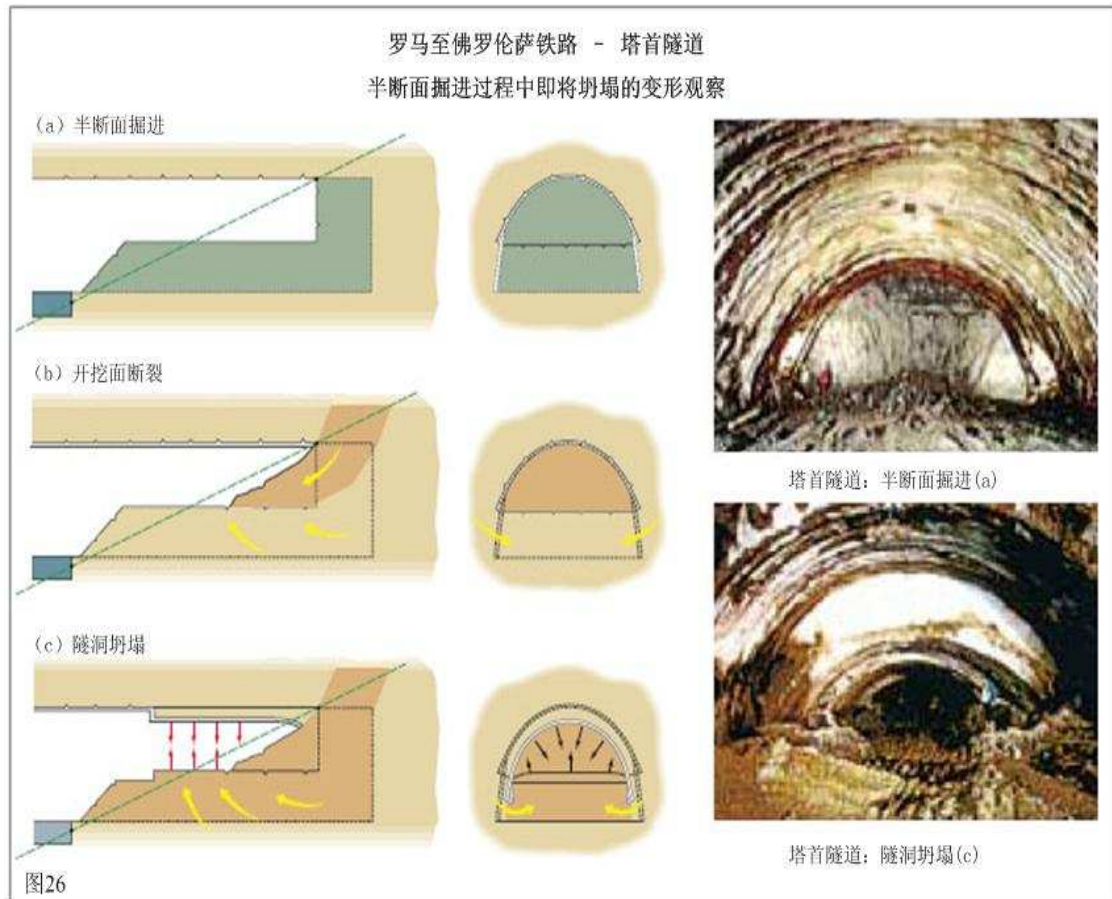 罗马至佛罗伦萨铁路 - 塔首隧道
半断面掘进过程中即将坍塌的变形观察
(a) 半断面掘进
(b) 开挖面断裂
塔首隧道：半断面掘进(a)
(c) 隧洞坍塌
塔首隧道：隧洞坍塌(c)
图26